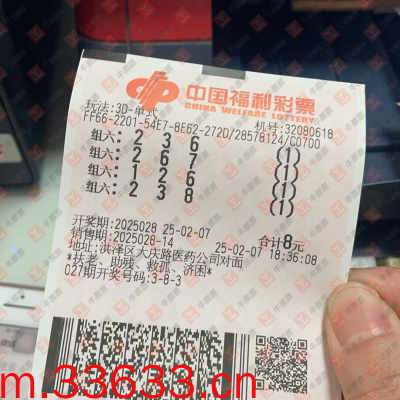 中国福利彩票
CHINA WELFARE LOTTERY
玩法:3D-单式
机号:32080618
FF66-2201-54E7-8E62-272D/28578124/C0700
组六: 2 3 6 (1)
组六: 2 6 7 (1)
组六: 1 2 6 (1)
组六: 2 3 8 (1)
开奖期:2025028 25-02-07 合计8元
销售期:2025028-14 25-02-07 18:36:08
地址:洪泽区大庆路医药公司对面
*扶老、助残、救孤、济困*
027期开奖号码:3-8-3
m.33633.cn